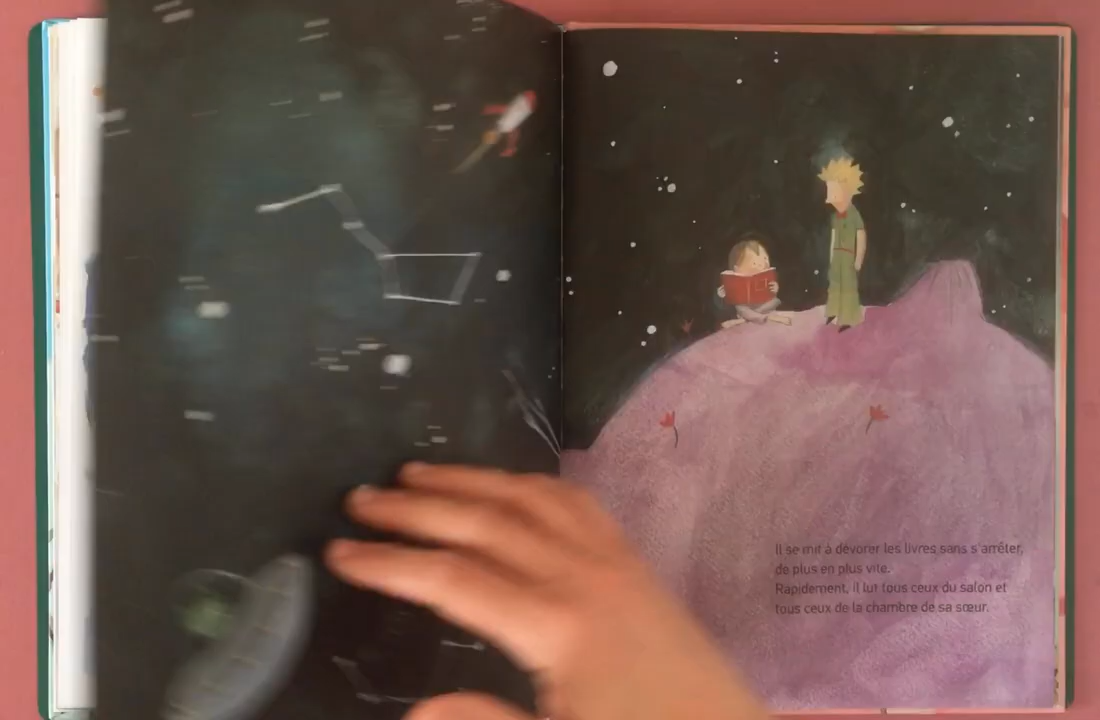 Il se mit à dévorer les livres sans s'arrêter,
de plus en plus vite.
Rapidement, il lut tous ceux du salon et
tous ceux de la chambre de sa sœur.